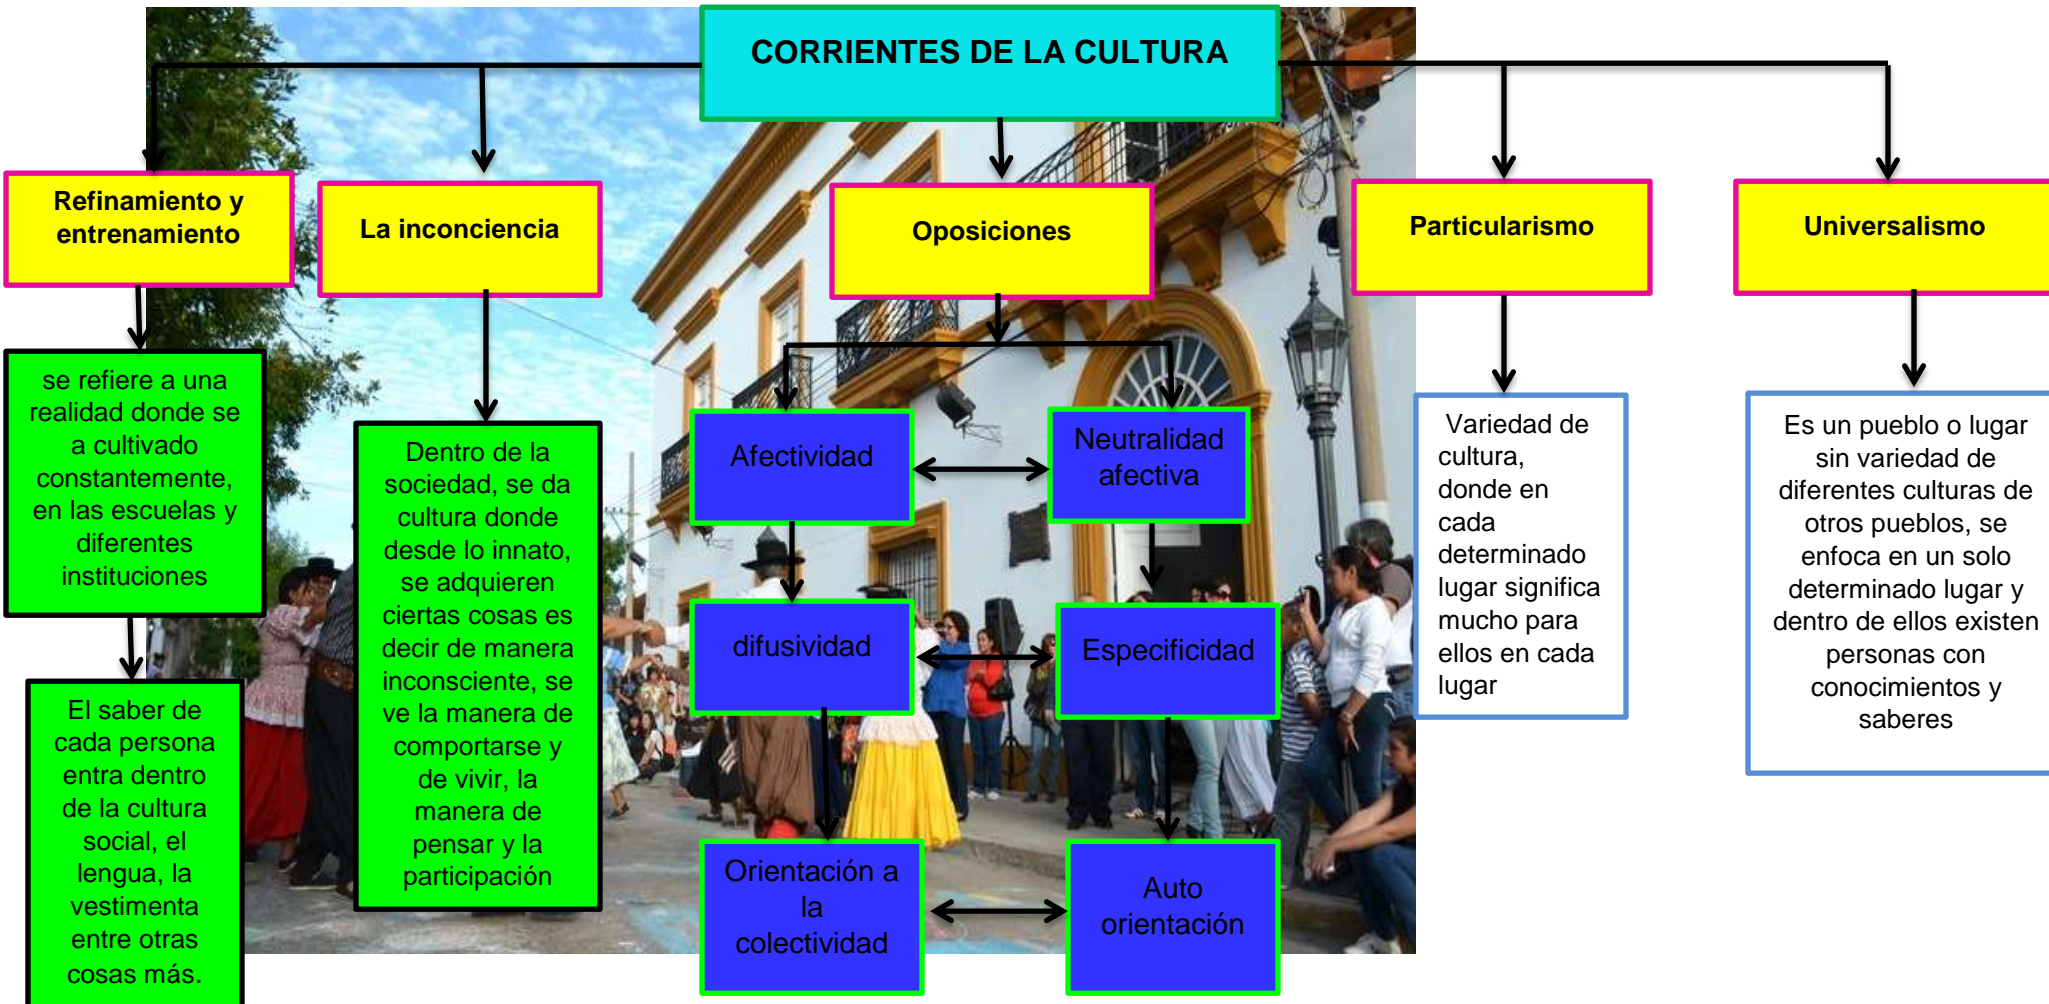 CORRIENTES DE LA CULTURA
Refinamiento y
entrenamiento
La inconciencia
Oposiciones
Particularismo
Universalismo
se refiere a una
realidad donde se
a cultivado
constantemente,
en las escuelas y
diferentes
instituciones
El saber de
cada persona
entra dentro
de la cultura
social, el
lengua, la
vestimenta
entre otras
cosas más.
Dentro de la
sociedad, se da
cultura donde
desde lo innato,
se adquieren
ciertas cosas es
decir de manera
inconsciente, se
ve la manera de
comportarse y
de vivir, la
manera de
pensar y la
participación
Afectividad
Neutralidad
afectiva
difusividad
Especificidad
Orientación a
la
colectividad
Auto
orientación
Variedad de
cultura,
donde en
cada
determinado
lugar significa
mucho para
ellos en cada
lugar
Es un pueblo o lugar
sin variedad de
diferentes culturas de
otros pueblos, se
enfoca en un solo
determinado lugar y
dentro de ellos existen
personas con
conocimientos y
saberes